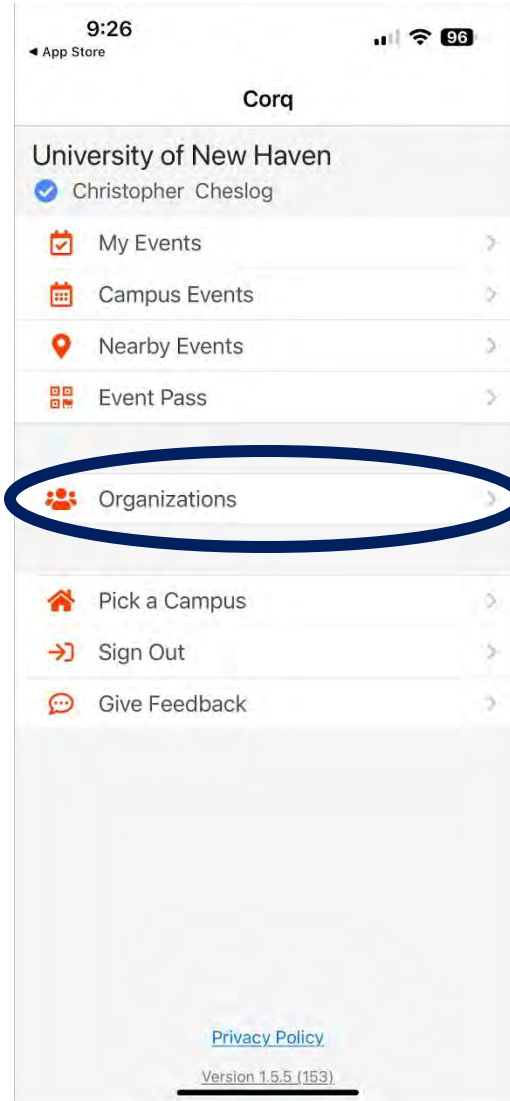 9:26
96
◄ App Store
Corq
University of New Haven
Christopher Cheslog
My Events
Campus Events
Nearby Events
Event Pass
Organizations
Pick a Campus
Sign Out
Give Feedback
Privacy Policy
Version 1.5.5 (153)